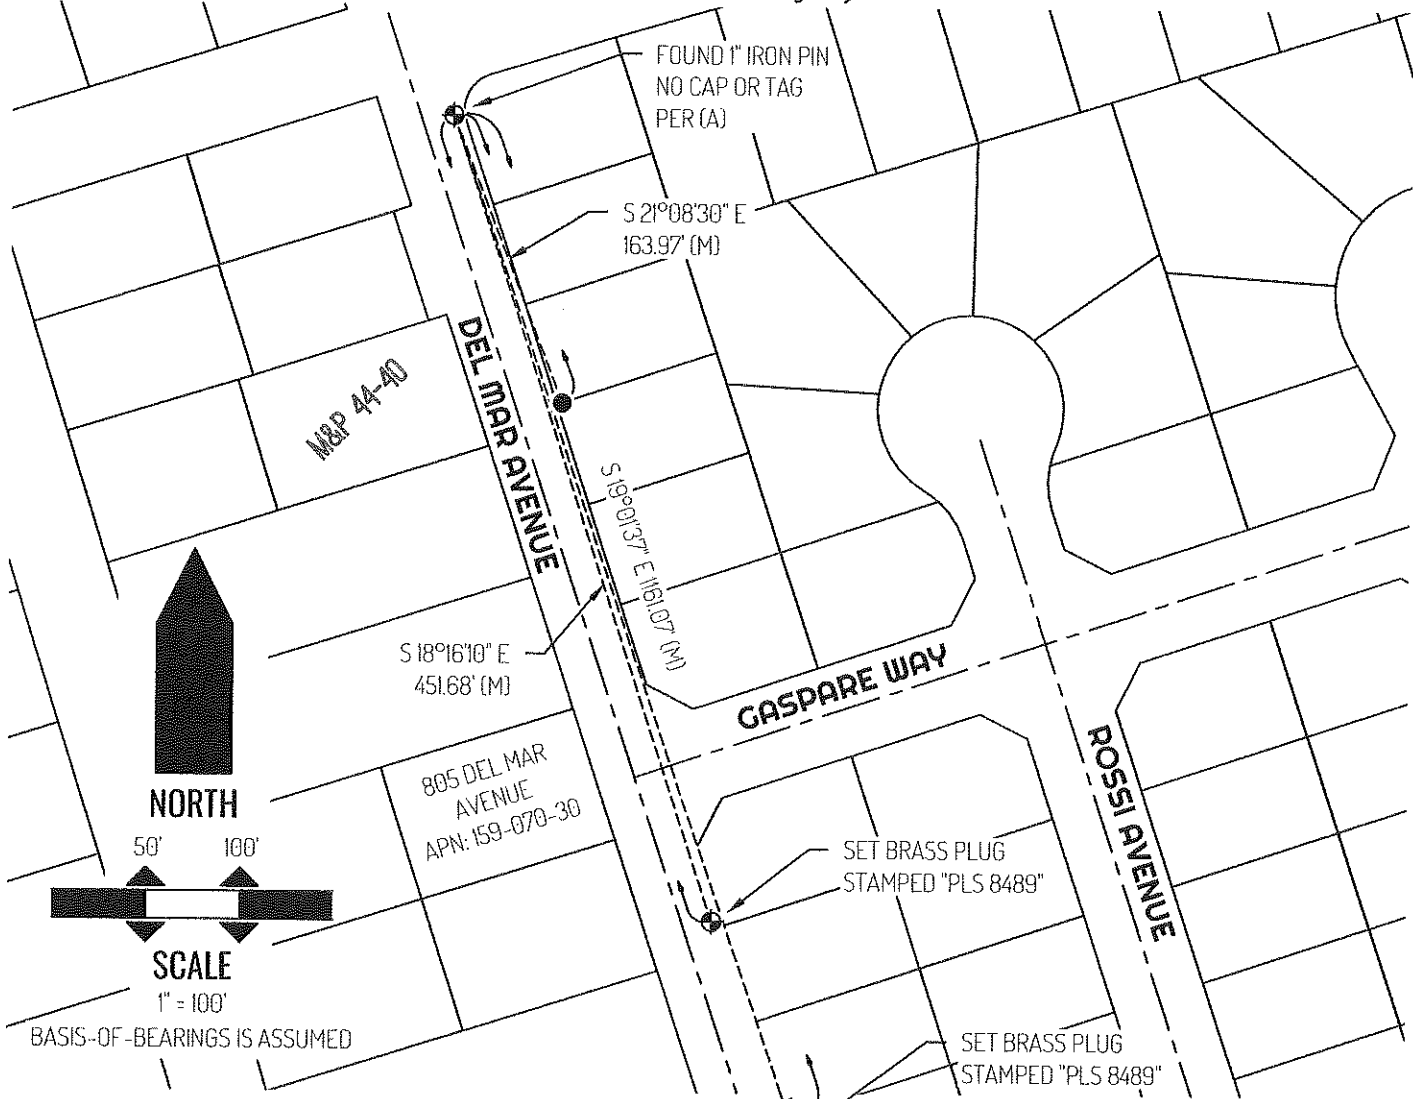 FOUND 1" IRON PIN
NO CAP OR TAG
PER (A)
S 21°08'30" E
163.97' (M)
DEL MAR AVENUE
M&P 44-40
S 19°01'37" E 1161.07' (M)
S 18°16'10" E
451.68' (M)
GASPARE WAY
ROSSI AVENUE
805 DEL MAR
AVENUE
APN: 159-070-30
NORTH
50' 100'
SCALE
1" = 100'
BASIS-OF-BEARINGS IS ASSUMED
SET BRASS PLUG
STAMPED "PLS 8489"
SET BRASS PLUG
STAMPED "PLS 8489"